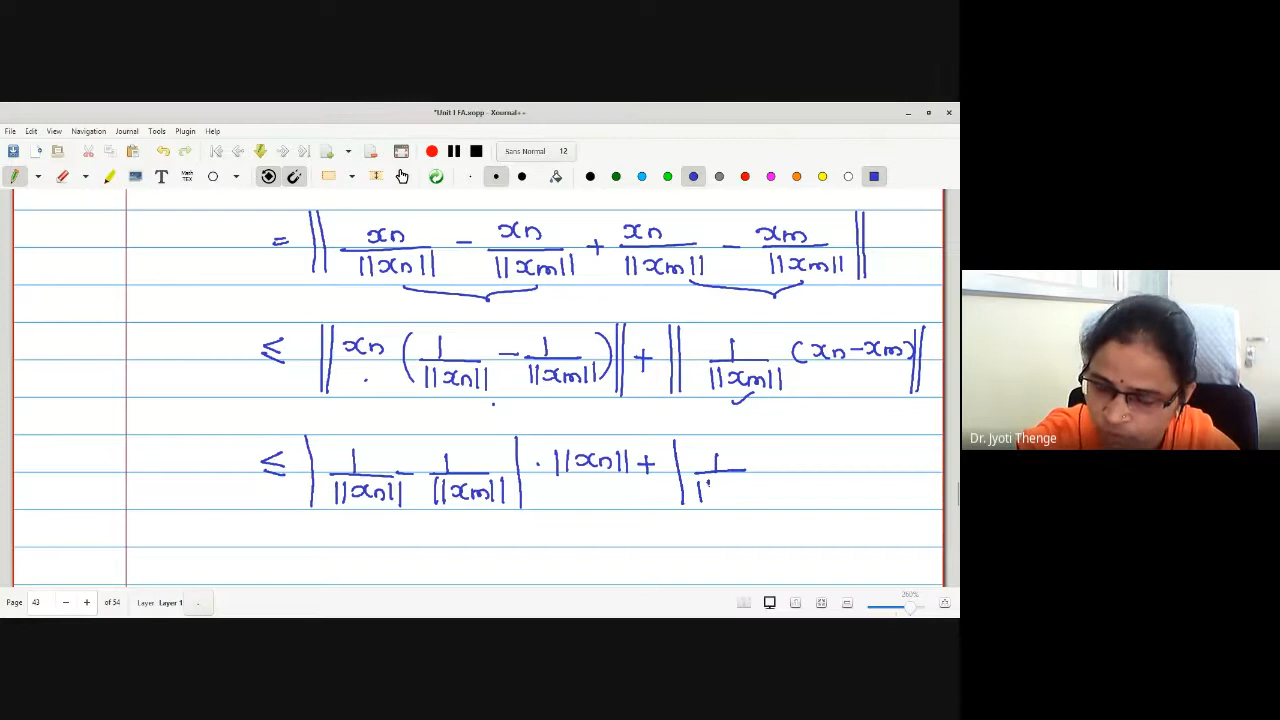 *Unit I FA.xopp - Xournal++
File Edit View Navigation Journal Tools Plugin Help
Sans Normal 12
= || xn / ||xn|| − xn / ||xm|| + xn / ||xm|| − xm / ||xm|| ||
≤ || xn ( 1 / ||xn|| − 1 / ||xm|| ) || + || 1 / ||xm|| (xn − xm) ||
≤ | 1 / ||xn|| − 1 / ||xm|| | . ||xn|| + | 1 / ||
Dr. Jyoti Thenge
Page 43 of 54 Layer Layer 1 260%